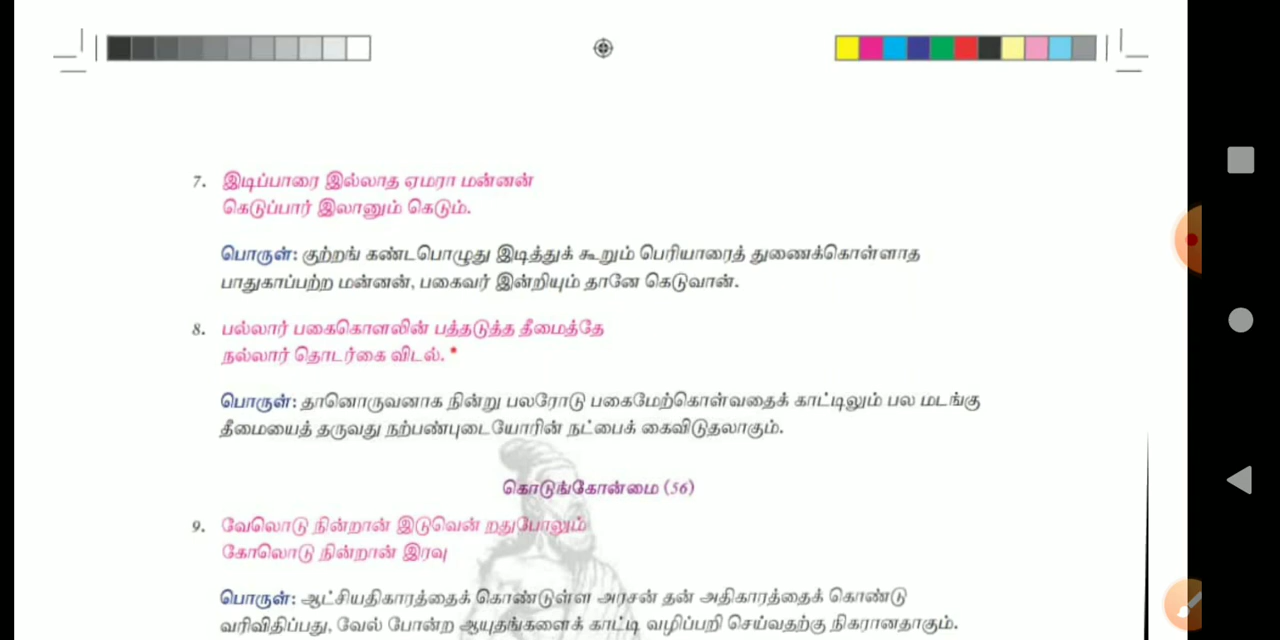 7. இடிப்பாரை இல்லாத ஏமரா மன்னன்
கெடுப்பார் இலானும் கெடும்.
பொருள்: குற்றங் கண்டபொழுது இடித்துக் கூறும் பெரியாரைத் துணைக்கொள்ளாத
பாதுகாப்பற்ற மன்னன், பகைவர் இன்றியும் தானே கெடுவான்.
8. பல்லார் பகைகொளலின் பத்தடுத்த தீமைத்தே
நல்லார் தொடர்கை விடல். *
பொருள்: தானொருவனாக நின்று பலரோடு பகைமேற்கொள்வதைக் காட்டிலும் பல மடங்கு
தீமையைத் தருவது நற்பண்புடையோரின் நட்பைக் கைவிடுதலாகும்.
கொடுங்கோன்மை (56)
9. வேலொடு நின்றான் இடுவென் றதுபோலும்
கோலொடு நின்றான் இரவு
பொருள்: ஆட்சியதிகாரத்தைக் கொண்டுள்ள அரசன் தன் அதிகாரத்தைக் கொண்டு
வரிவிதிப்பது, வேல் போன்ற ஆயுதங்களைக் காட்டி வழிப்பறி செய்வதற்கு நிகரானதாகும்.